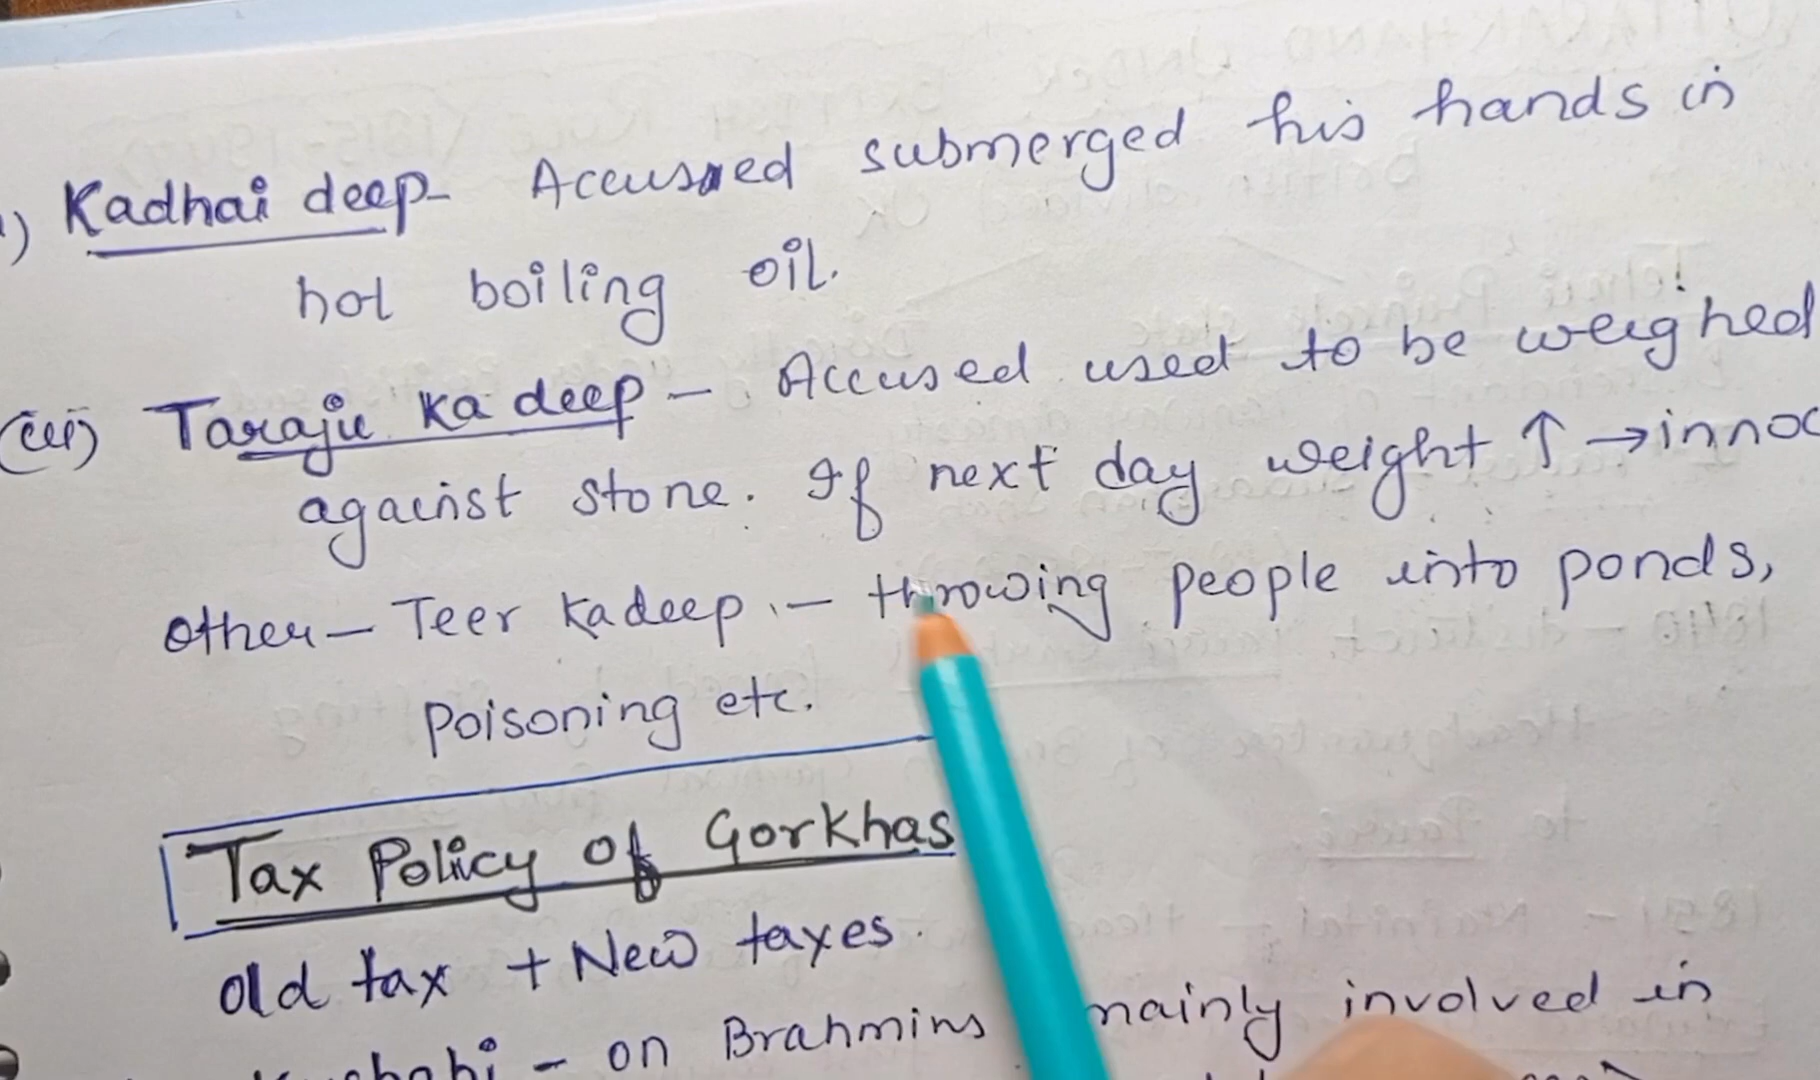 ) Kadhai deep- Accused submerged his hands in
hot boiling oil.
(iii) Taraju ka deep - Accused used to be weighed
against stone. If next day weight ↑ → innoc
other - Teer ka deep :- throwing people into ponds,
poisoning etc.
Tax Policy of Gorkhas
old tax + New taxes.
- on Brahmins mainly involved in